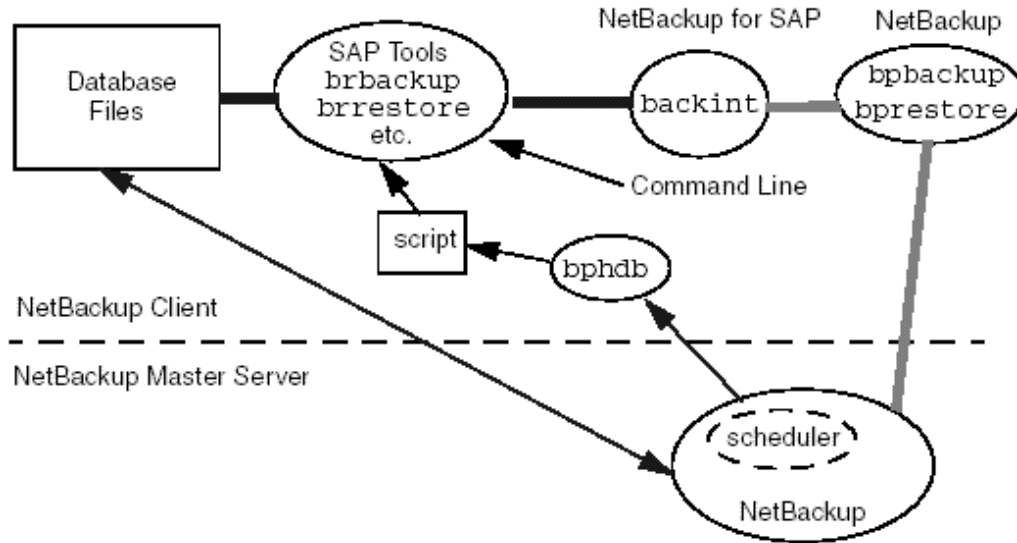 NetBackup for SAP
NetBackup
Database
Files
SAP Tools
brbackup
brrestore
etc.
backint
bpbackup
bprestore
Command Line
script
bphdb
NetBackup Client
NetBackup Master Server
scheduler
NetBackup